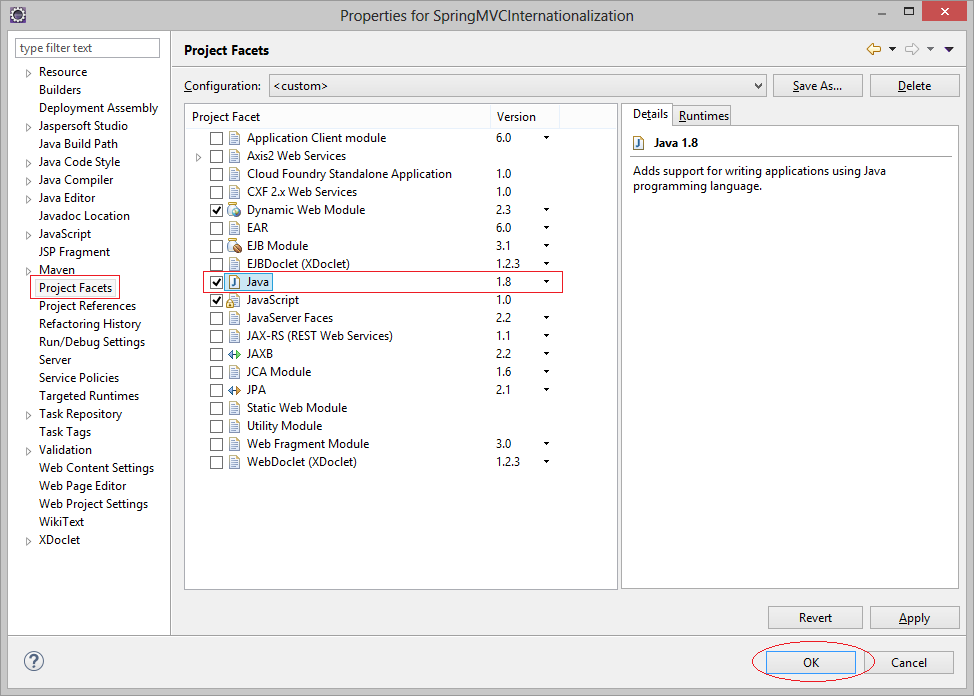 Properties for SpringMVCInternationalization
type filter text
Resource
Builders
Deployment Assembly
Jaspersoft Studio
Java Build Path
Java Code Style
Java Compiler
Java Editor
Javadoc Location
JavaScript
JSP Fragment
Maven
Project Facets
Project References
Refactoring History
Run/Debug Settings
Server
Service Policies
Targeted Runtimes
Task Repository
Task Tags
Validation
Web Content Settings
Web Page Editor
Web Project Settings
WikiText
XDoclet
Project Facets
Configuration: <custom> Save As... Delete
Project Facet Version
Application Client module 6.0
Axis2 Web Services
Cloud Foundry Standalone Application 1.0
CXF 2.x Web Services 1.0
Dynamic Web Module 2.3
EAR 6.0
EJB Module 3.1
EJBDoclet (XDoclet) 1.2.3
Java 1.8
JavaScript 1.0
JavaServer Faces 2.2
JAX-RS (REST Web Services) 1.1
JAXB 2.2
JCA Module 1.6
JPA 2.1
Static Web Module
Utility Module
Web Fragment Module 3.0
WebDoclet (XDoclet) 1.2.3
Details Runtimes
Java 1.8
Adds support for writing applications using Java
programming language.
Revert Apply
OK Cancel